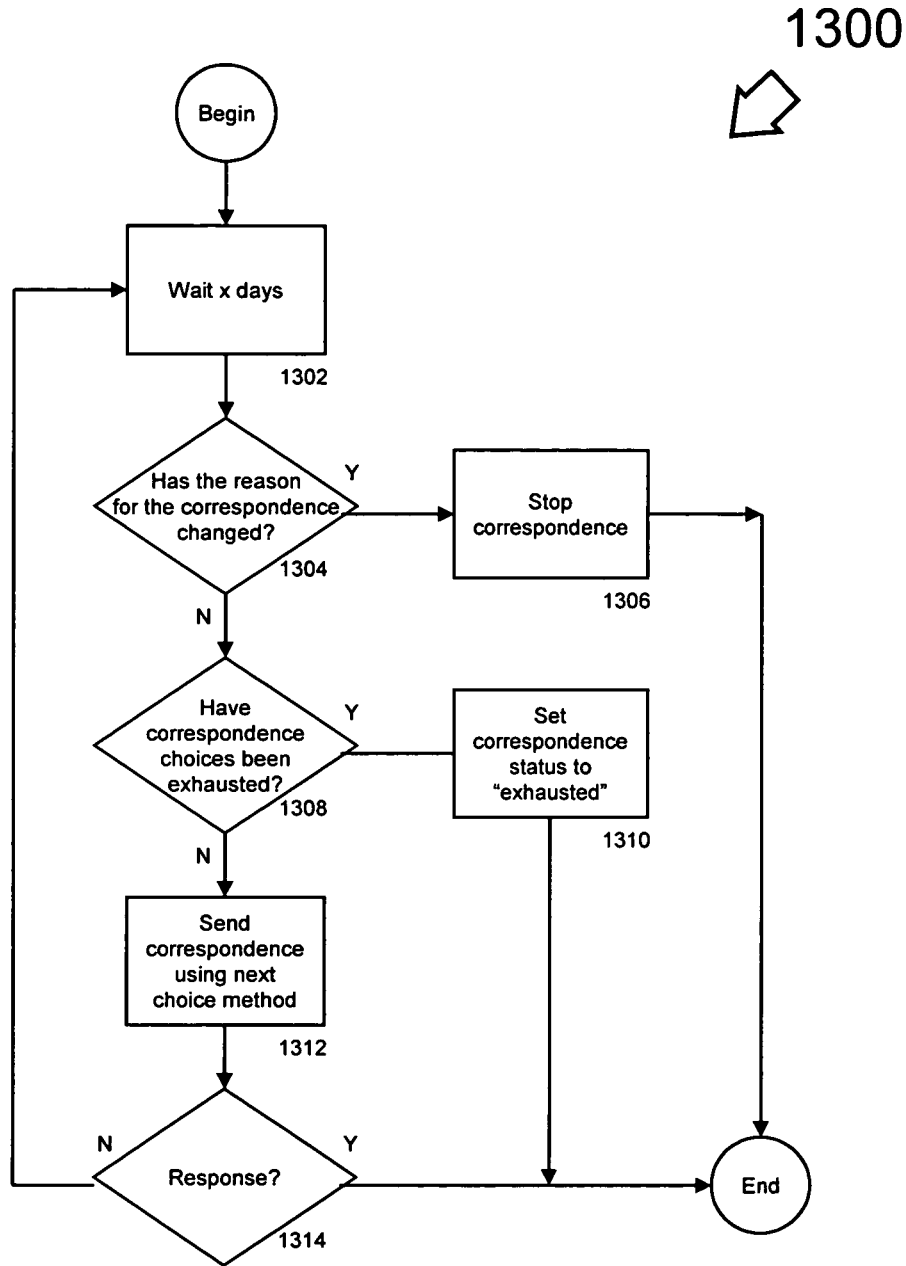 1300
Begin
Wait x days
1302
Has the reason
for the correspondence
changed?
Y
1304
N
Stop
correspondence
1306
Have
correspondence
choices been
exhausted?
Y
1308
N
Set
correspondence
status to
“exhausted”
1310
Send
correspondence
using next
choice method
1312
N
Response?
Y
1314
End